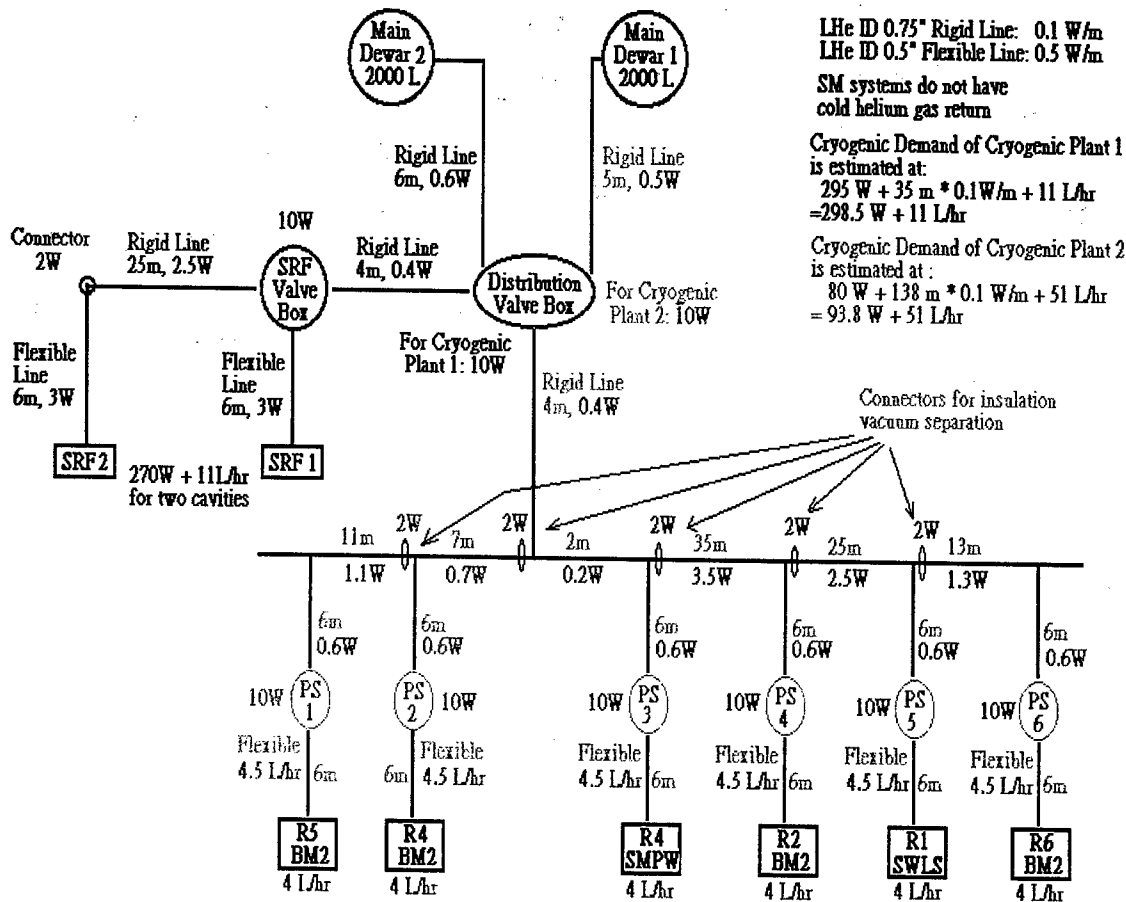 Main
Dewar 2
2000 L
Main
Dewar 1
2000 L
LHe ID 0.75" Rigid Line: 0.1 W/m
LHe ID 0.5" Flexible Line: 0.5 W/m
SM systems do not have
cold helium gas return
Cryogenic Demand of Cryogenic Plant 1
is estimated at:
295 W + 35 m * 0.1W/m + 11 L/hr
=298.5 W + 11 L/hr
Cryogenic Demand of Cryogenic Plant 2
is estimated at :
80 W + 138 m * 0.1 W/m + 51 L/hr
= 93.8 W + 51 L/hr
Rigid Line
6m, 0.6W
Rigid Line
5m, 0.5W
Connector
2W
Rigid Line
25m, 2.5W
10W
SRF
Valve
Box
Rigid Line
4m, 0.4W
Distribution
Valve Box
For Cryogenic
Plant 2: 10W
For Cryogenic
Plant 1: 10W
Flexible
Line
6m, 3W
Flexible
Line
6m, 3W
Rigid Line
4m, 0.4W
Connectors for insulation
vacuum separation
SRF 2
SRF 1
270W + 11L/hr
for two cavities
11m
2W
7m
2W
2m
2W
35m
2W
25m
2W
13m
1.1W
0.7W
0.2W
3.5W
2.5W
1.3W
6m
0.6W
6m
0.6W
6m
0.6W
6m
0.6W
6m
0.6W
6m
0.6W
10W
PS
1
PS
2
10W
10W
PS
3
10W
PS
4
10W
PS
5
10W
PS
6
Flexible
4.5 L/hr
6m
6m
Flexible
4.5 L/hr
Flexible
4.5 L/hr
6m
Flexible
4.5 L/hr
6m
Flexible
4.5 L/hr
6m
Flexible
4.5 L/hr
6m
R5
BM2
4 L/hr
R4
BM2
4 L/hr
R4
SMPW
4 L/hr
R2
BM2
4 L/hr
R1
SWLS
4 L/hr
R6
BM2
4 L/hr